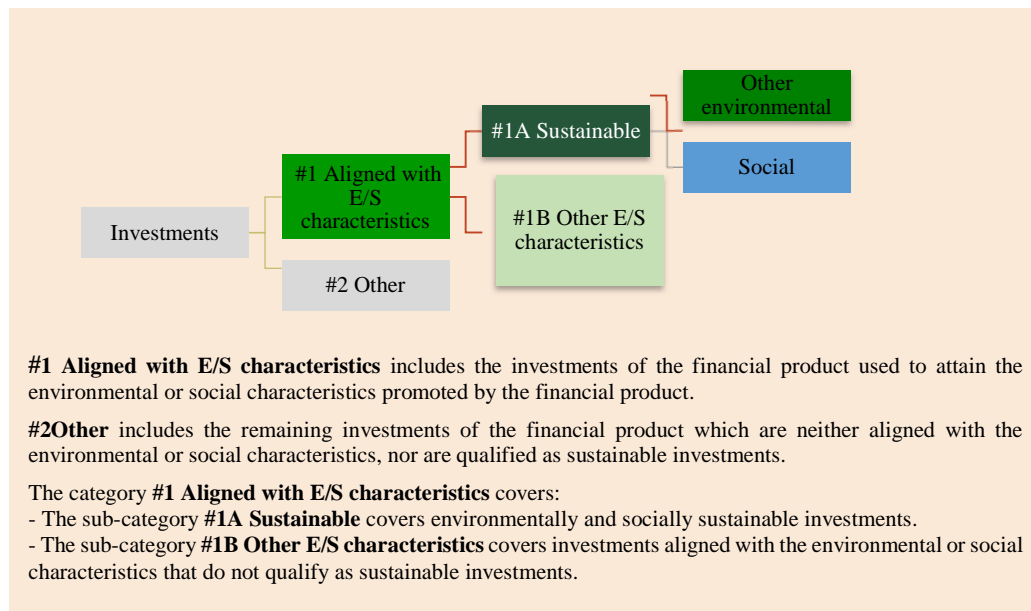 Other
environmental
#1A Sustainable
Social
#1 Aligned with
E/S
characteristics
#1B Other E/S
characteristics
Investments
#2 Other
#1 Aligned with E/S characteristics includes the investments of the financial product used to attain the
environmental or social characteristics promoted by the financial product.
#2Other includes the remaining investments of the financial product which are neither aligned with the
environmental or social characteristics, nor are qualified as sustainable investments.
The category #1 Aligned with E/S characteristics covers:
- The sub-category #1A Sustainable covers environmentally and socially sustainable investments.
- The sub-category #1B Other E/S characteristics covers investments aligned with the environmental or social
characteristics that do not qualify as sustainable investments.